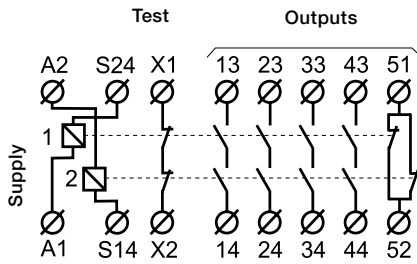 Test Outputs
A2 S24 X1 13 23 33 43 51
1
2
Supply
A1 S14 X2 14 24 34 44 52